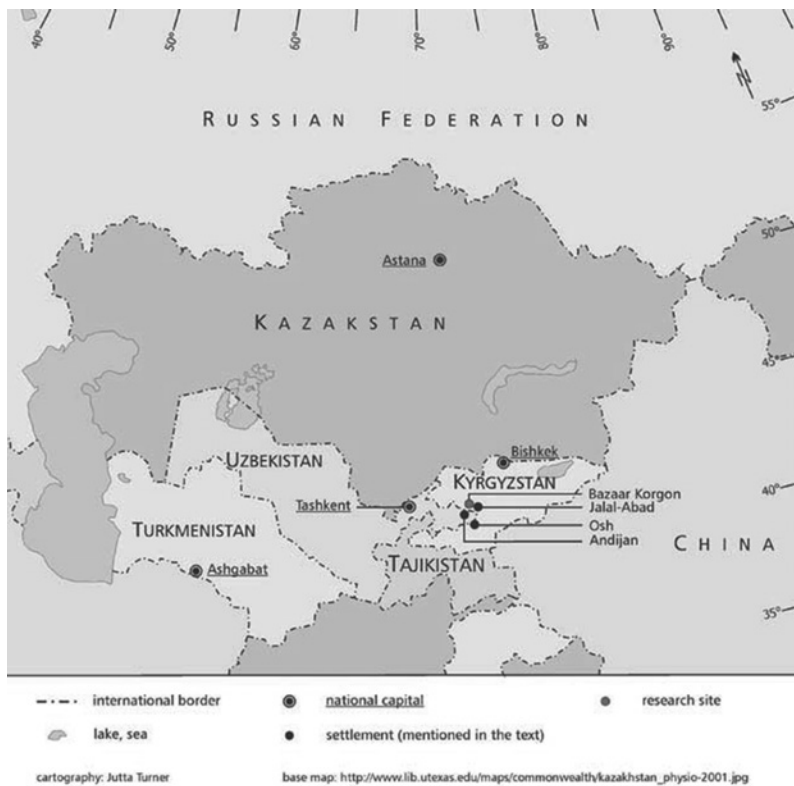 40° 50° 60° 70° 80° 90°
N
55°
RUSSIAN FEDERATION
50°
Astana
KAZAKSTAN
45°
UZBEKISTAN
Bishkek
KYRGYZSTAN
Tashkent
Bazaar Korgon
40°
Jalal-Abad
TURKMENISTAN
Osh
Andijan
CHINA
TAJIKISTAN
Ashgabat
35°
international border
national capital
research site
lake, sea
settlement (mentioned in the text)
cartography: Jutta Turner
base map: http://www.lib.utexas.edu/maps/commonwealth/kazakhstan_physio-2001.jpg